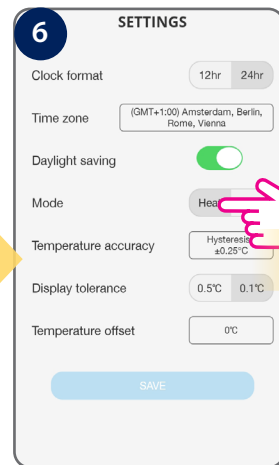 6
SETTINGS
Clock format 12hr 24hr
Time zone (GMT+1:00) Amsterdam, Berlin,
Rome, Vienna
Daylight saving
Mode
Temperature accuracy Hysteresis
±0.25°C
Display tolerance 0.5°C 0.1°C
Temperature offset 0°C
SAVE